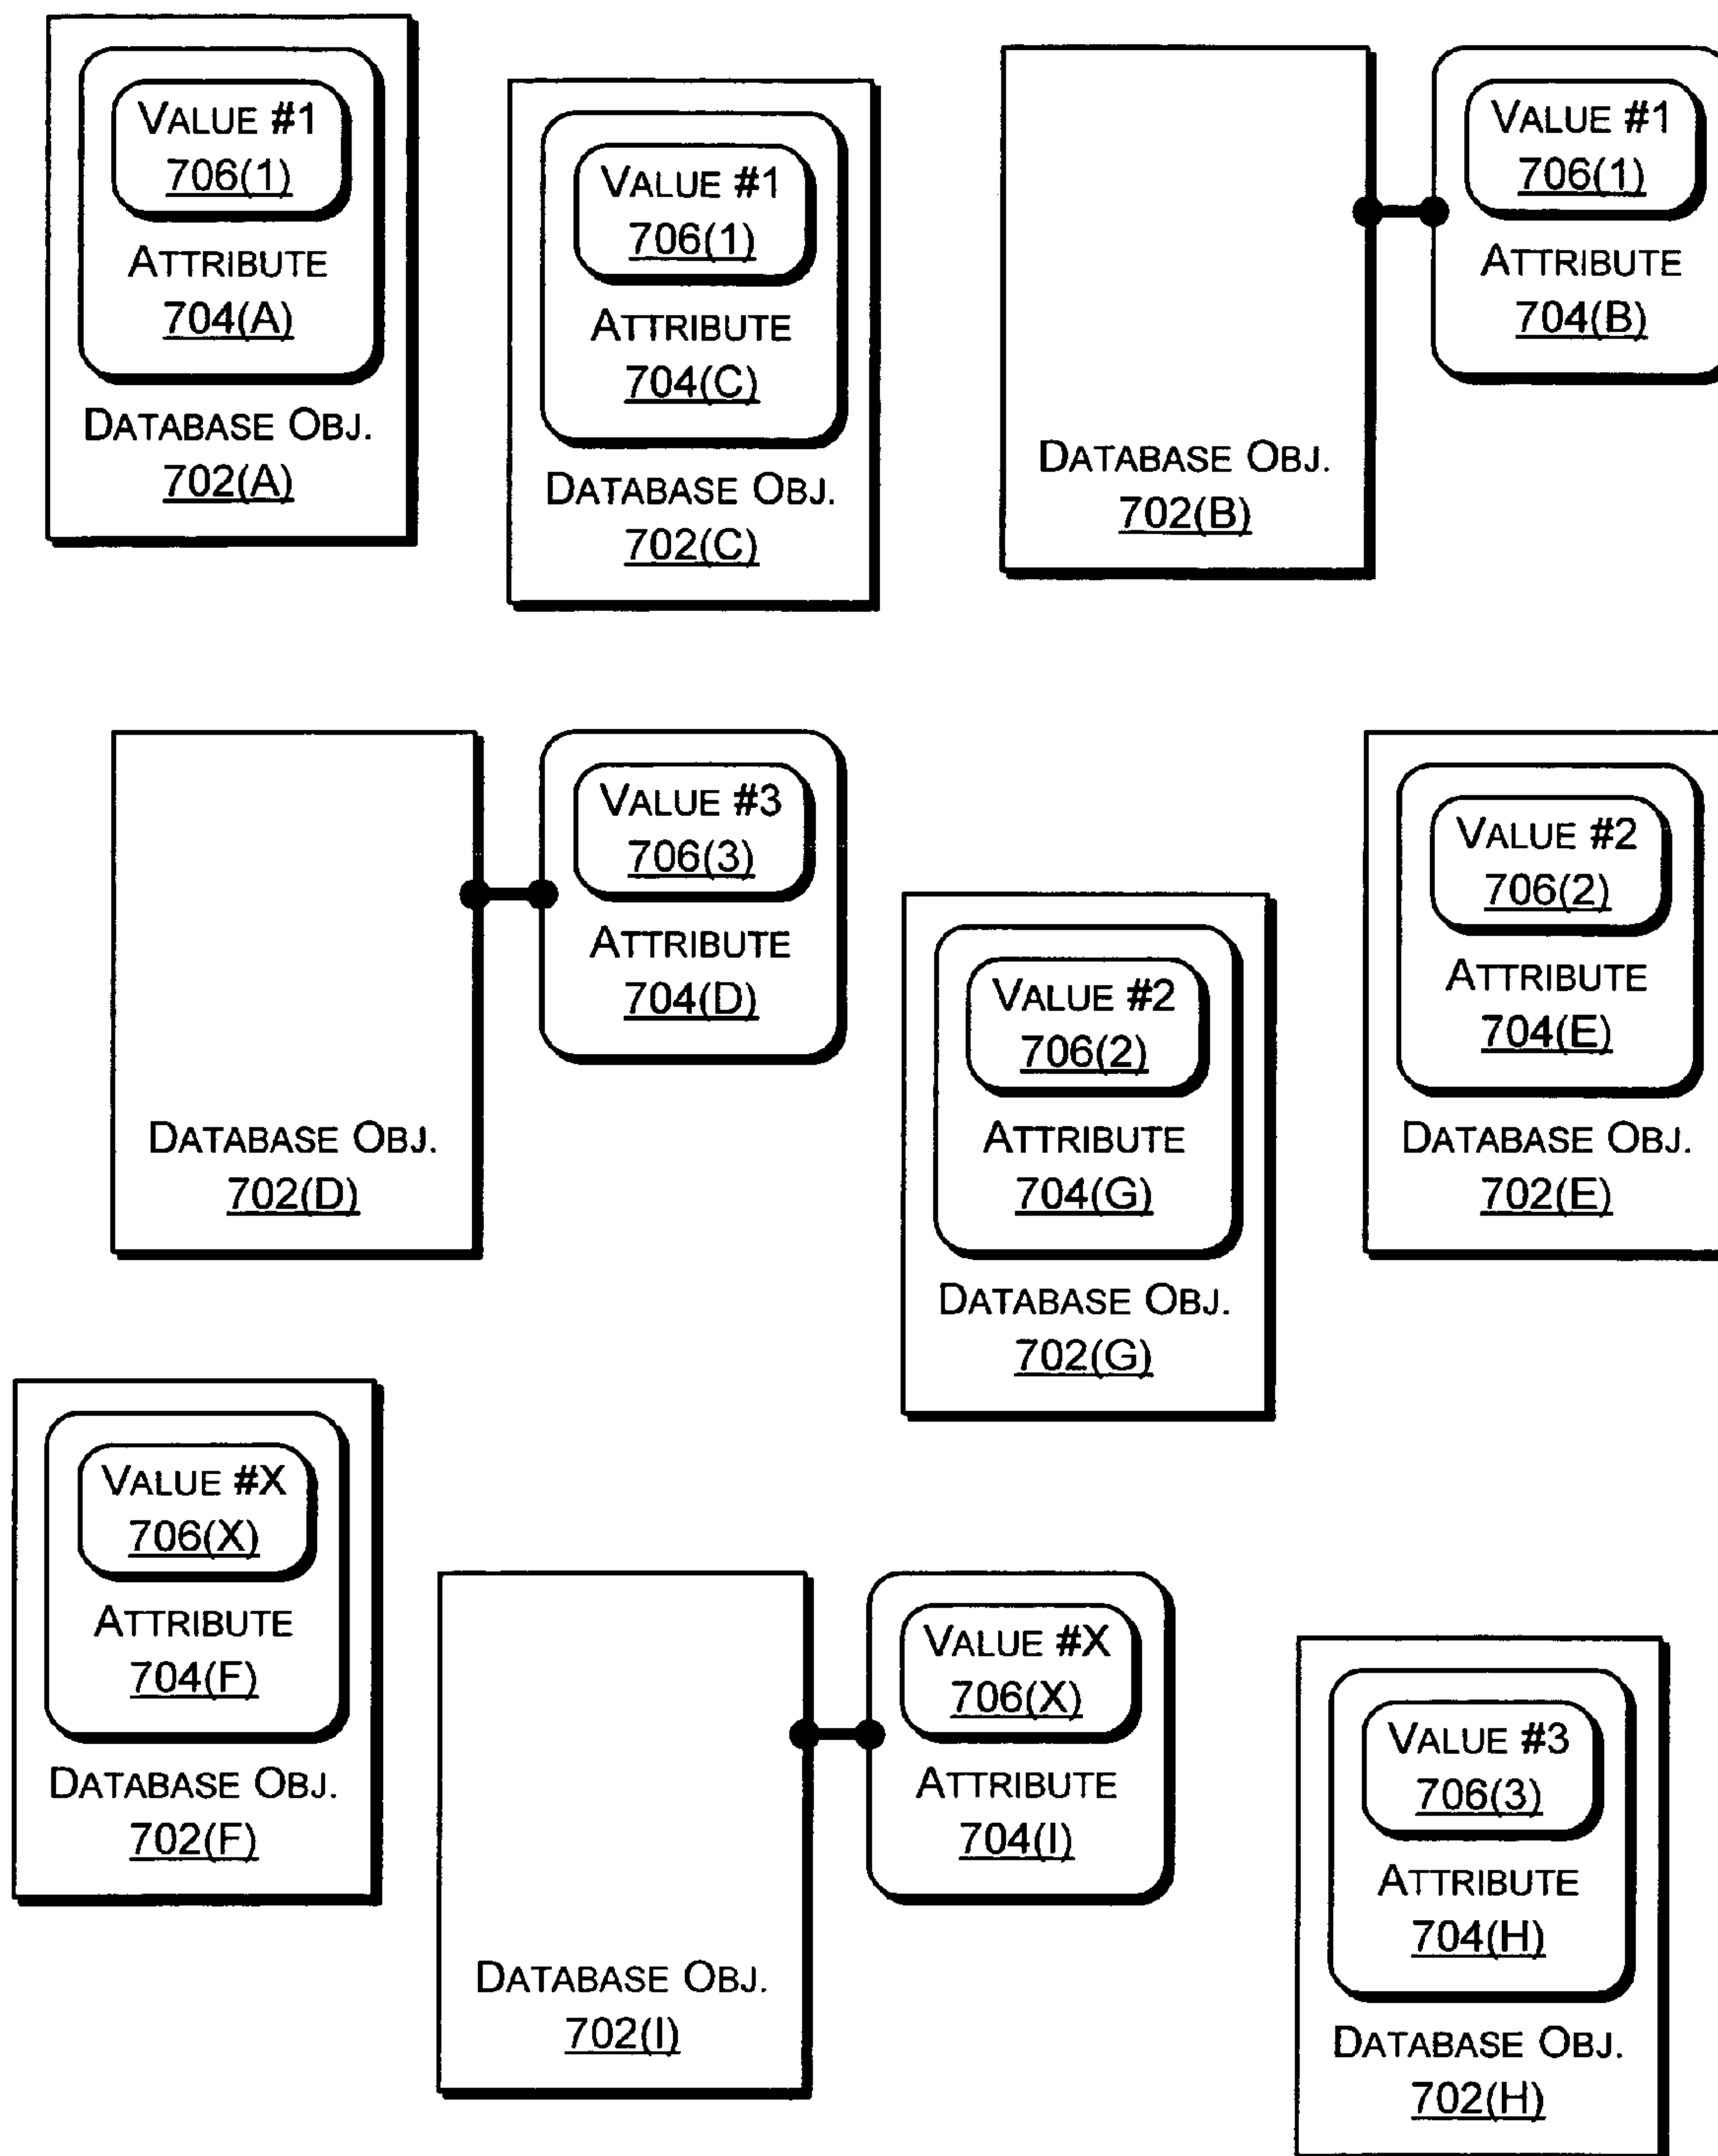 VALUE #1
706(1)
ATTRIBUTE
704(A)
DATABASE OBJ.
702(A)
VALUE #1
706(1)
ATTRIBUTE
704(C)
DATABASE OBJ.
702(C)
VALUE #1
706(1)
ATTRIBUTE
704(B)
DATABASE OBJ.
702(B)
VALUE #3
706(3)
ATTRIBUTE
704(D)
DATABASE OBJ.
702(D)
VALUE #2
706(2)
ATTRIBUTE
704(G)
DATABASE OBJ.
702(G)
VALUE #2
706(2)
ATTRIBUTE
704(E)
DATABASE OBJ.
702(E)
VALUE #X
706(X)
ATTRIBUTE
704(F)
DATABASE OBJ.
702(F)
VALUE #X
706(X)
ATTRIBUTE
704(I)
DATABASE OBJ.
702(I)
VALUE #3
706(3)
ATTRIBUTE
704(H)
DATABASE OBJ.
702(H)